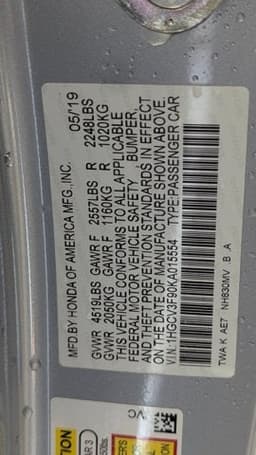 MFD.BY HONDA OF AMERICA MFG.,INC. 05/19
GVWR 4519LBS GAWR F 2557LBS R 2248LBS
GVWR 2050KG GAWR F 1160KG R 1020KG
THIS VEHICLE CONFORMS TO ALL APPLICABLE
FEDERAL MOTOR VEHICLE SAFETY, BUMPER,
AND THEFT PREVENTION STANDARDS IN EFFECT
ON THE DATE OF MANUFACTURE SHOWN ABOVE.
V.I.N.:1HGCV3F90KA015554 TYPE:PASSENGER CAR
TWA K AE7 NH830MV B A
VC